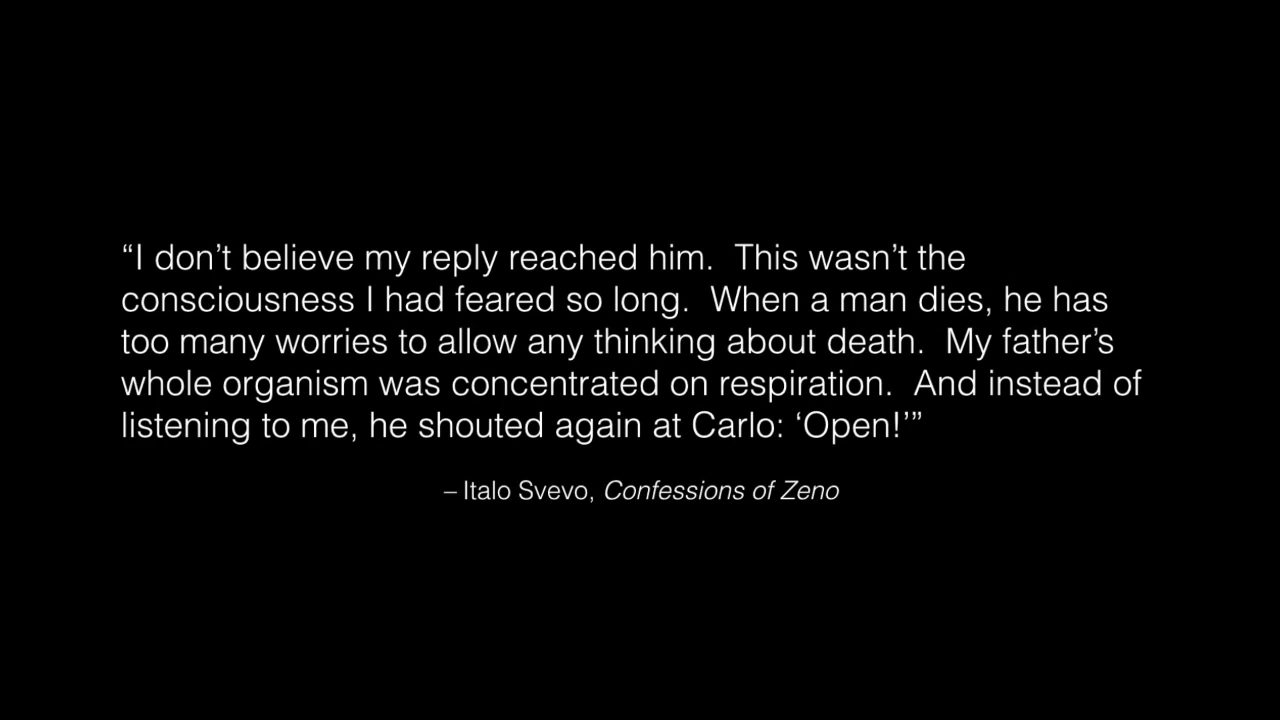 “I don’t believe my reply reached him.  This wasn’t the
consciousness I had feared so long.  When a man dies, he has
too many worries to allow any thinking about death.  My father’s
whole organism was concentrated on respiration.  And instead of
listening to me, he shouted again at Carlo: ‘Open!’”
– Italo Svevo, Confessions of Zeno